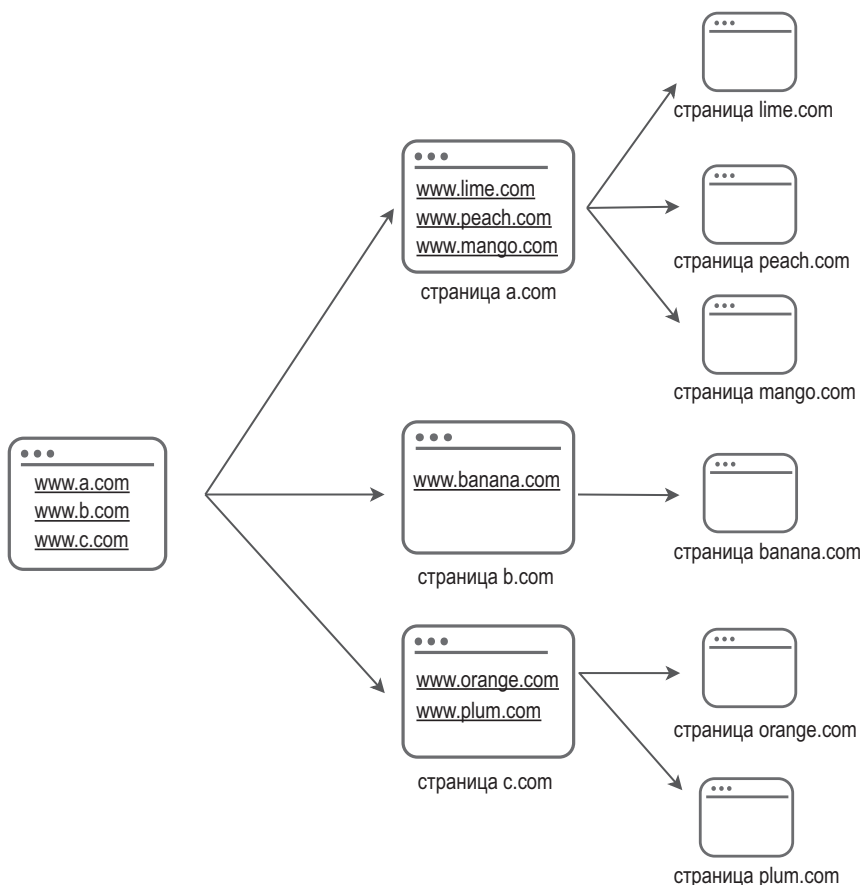 www.a.com
www.b.com
www.c.com
www.lime.com
www.peach.com
www.mango.com
страница a.com
www.banana.com
страница b.com
www.orange.com
www.plum.com
страница c.com
страница lime.com
страница peach.com
страница mango.com
страница banana.com
страница orange.com
страница plum.com